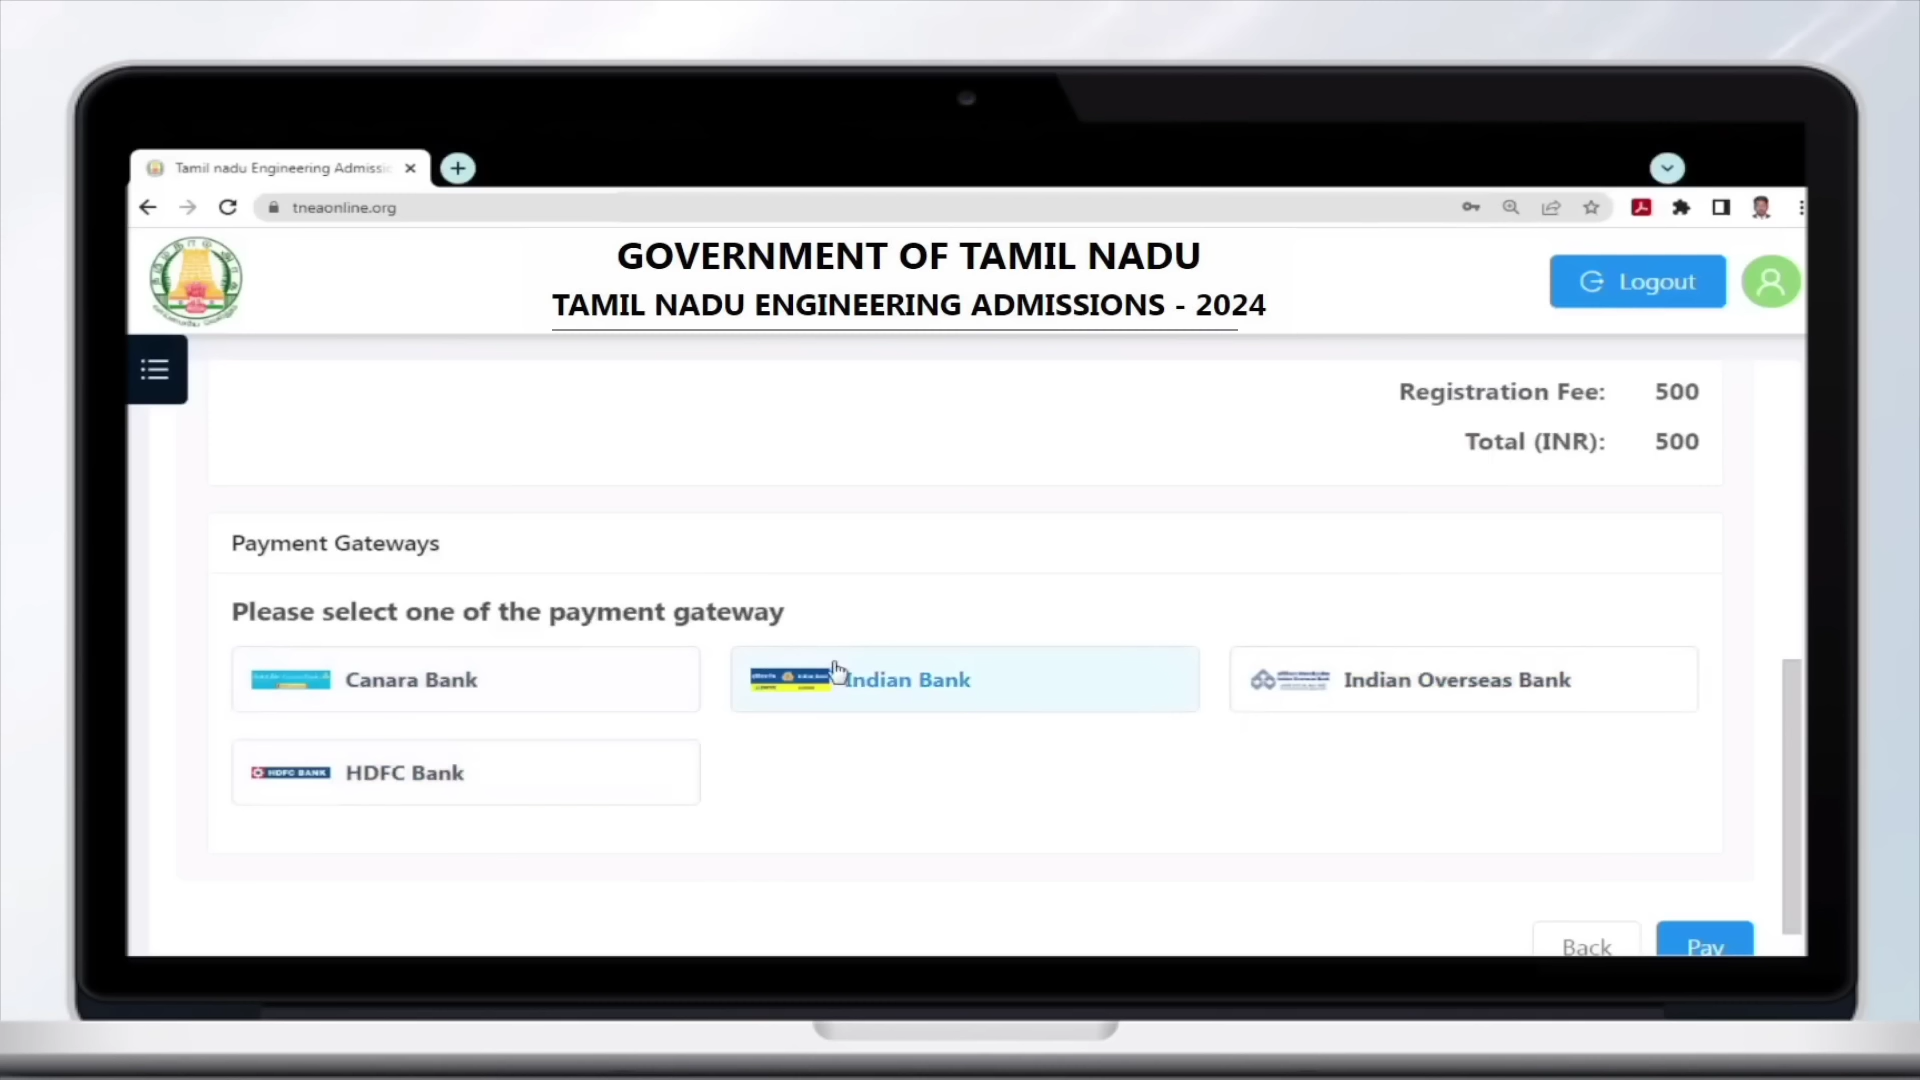 Tamil nadu Engineering Admissi
tneaonline.org
GOVERNMENT OF TAMIL NADU
TAMIL NADU ENGINEERING ADMISSIONS - 2024
Logout
Registration Fee: 500
Total (INR): 500
Payment Gateways
Please select one of the payment gateway
Canara Bank
Indian Bank
Indian Overseas Bank
HDFC BANK HDFC Bank
Back
Pay